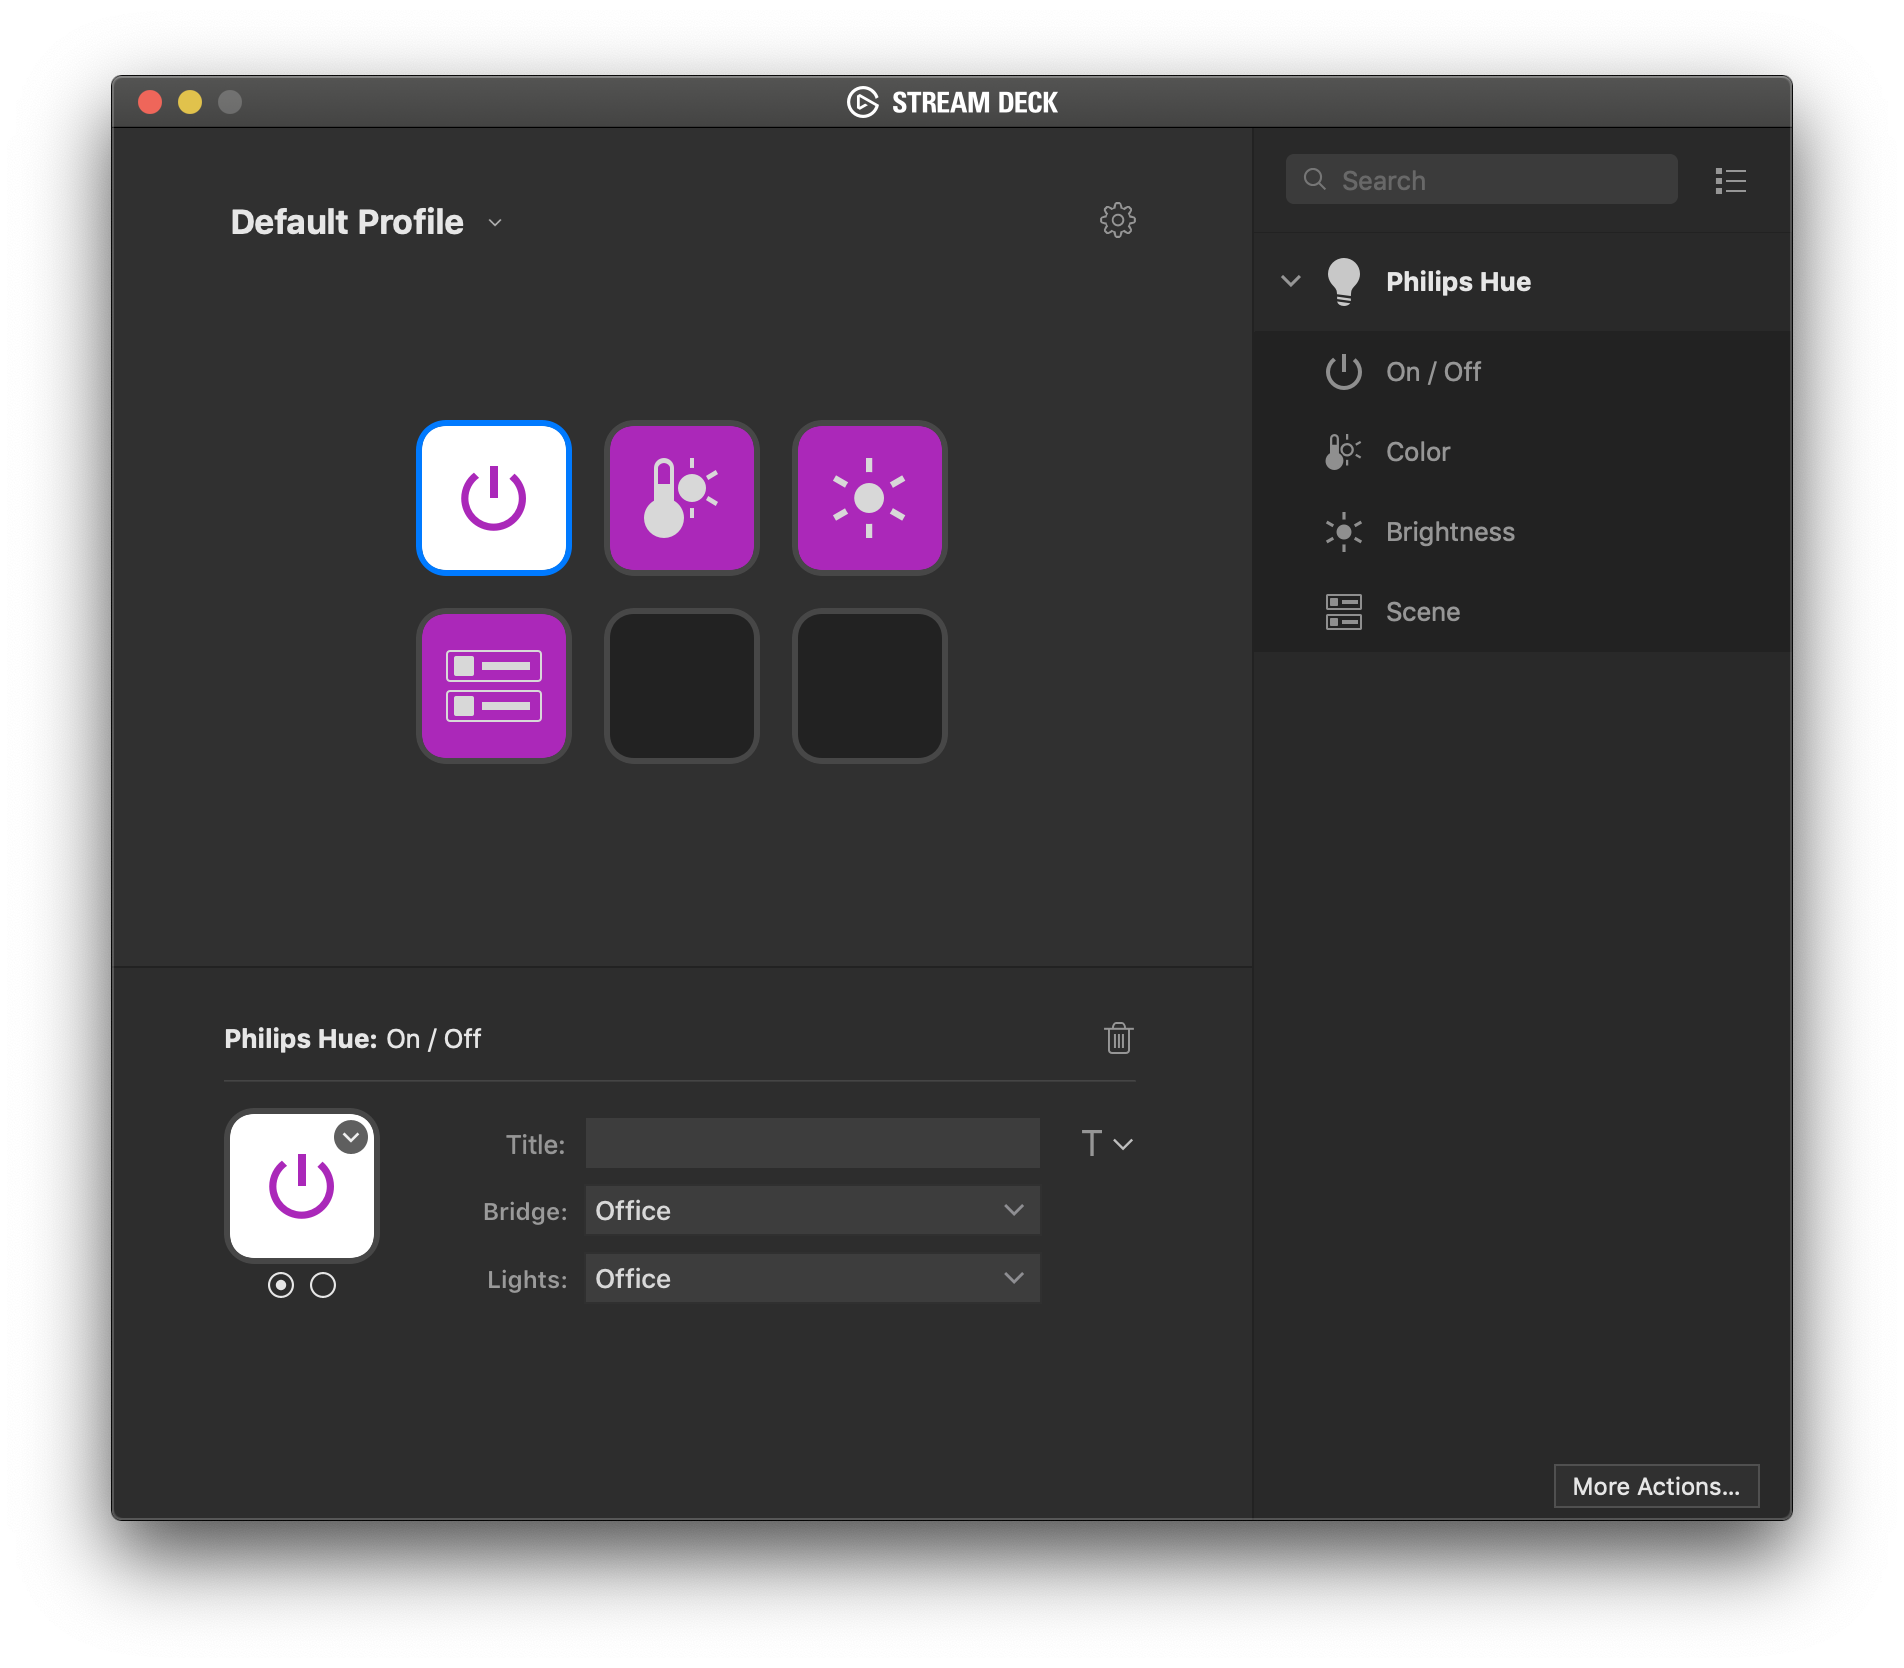 STREAM DECK
Default Profile
Search
Philips Hue
On / Off
Color
Brightness
Scene
Philips Hue: On / Off
Title:
T
Bridge: Office
Lights: Office
More Actions...